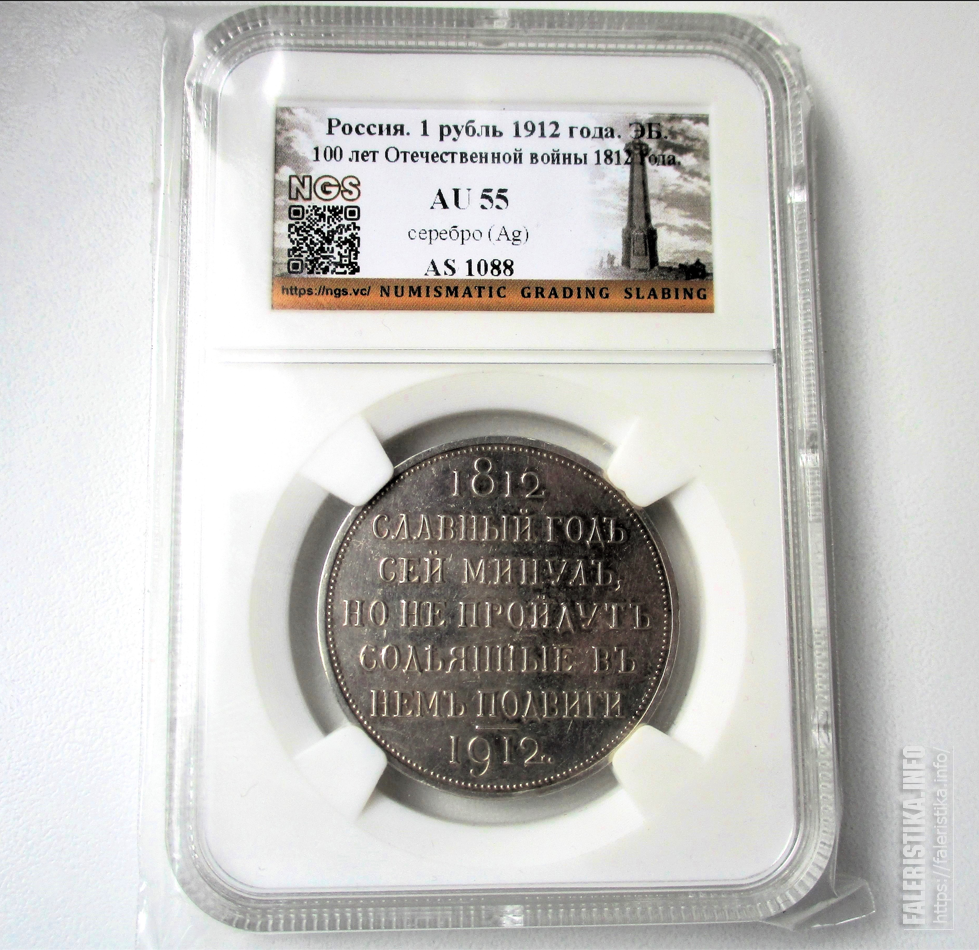 Россия. 1 рубль 1912 года. ЭБ.
100 лет Отечественной войны 1812 года.
NGS
AU 55
серебро (Ag)
AS 1088
https://ngs.vc/ NUMISMATIC GRADING SLABING
1812
СЛАВНЫЙ ГОДЪ
СЕЙ МИНУЛЪ,
НО НЕ ПРОЙДУТЪ
СОДѢЯННЫЕ ВЪ
НЕМЪ ПОДВИГИ
1912.
FALERISTIKA.INFO
https://faleristika.info/